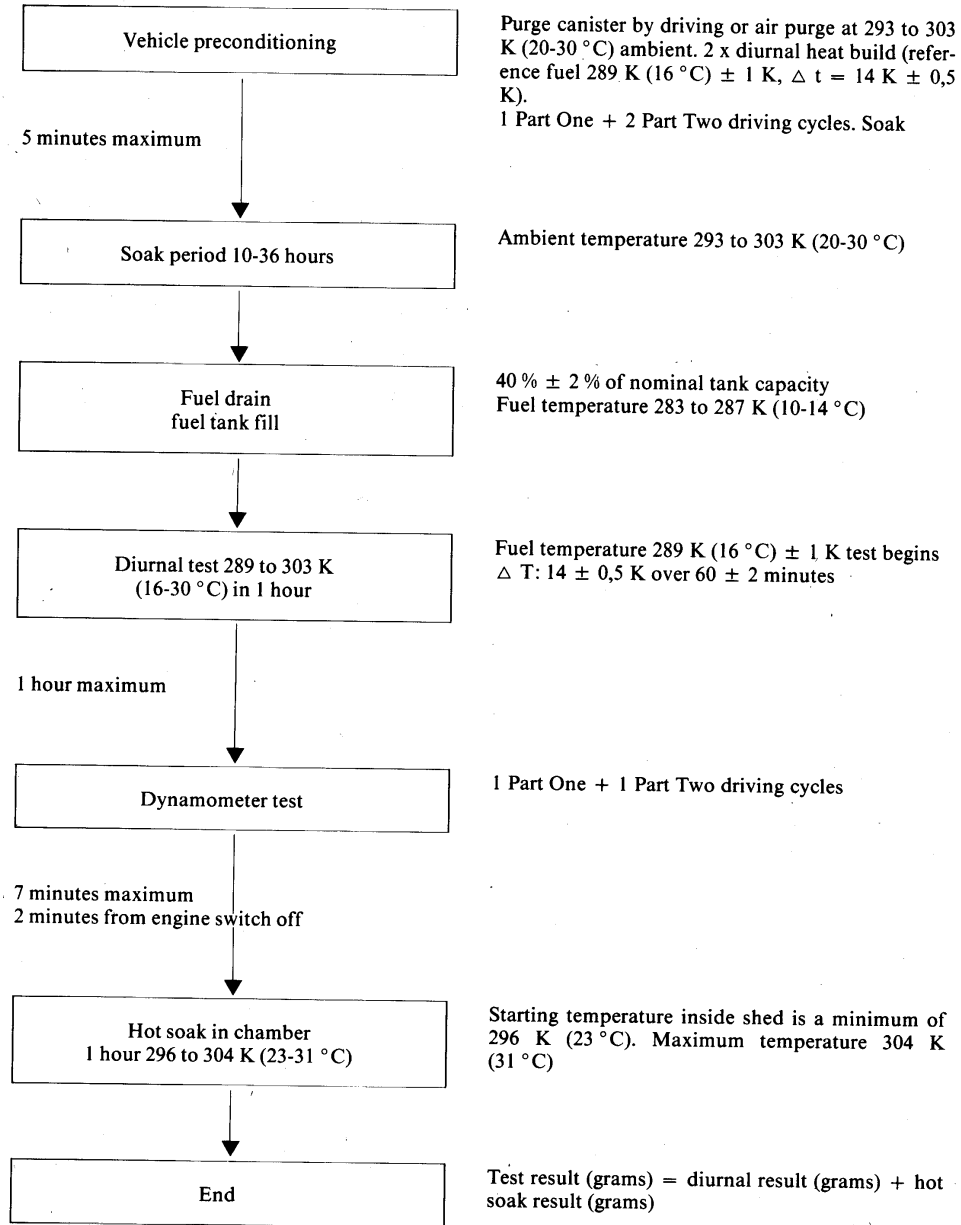 Vehicle preconditioning
Purge canister by driving or air purge at 293 to 303
K (20-30 °C) ambient. 2 x diurnal heat build (refer-
ence fuel 289 K (16 °C) ± 1 K, △ t = 14 K ± 0,5
K).
1 Part One + 2 Part Two driving cycles. Soak
5 minutes maximum
Soak period 10-36 hours
Ambient temperature 293 to 303 K (20-30 °C)
Fuel drain
fuel tank fill
40 % ± 2 % of nominal tank capacity
Fuel temperature 283 to 287 K (10-14 °C)
Diurnal test 289 to 303 K
(16-30 °C) in 1 hour
Fuel temperature 289 K (16 °C) ± 1 K test begins
△ T: 14 ± 0,5 K over 60 ± 2 minutes
1 hour maximum
Dynamometer test
1 Part One + 1 Part Two driving cycles
7 minutes maximum
2 minutes from engine switch off
Hot soak in chamber
1 hour 296 to 304 K (23-31 °C)
Starting temperature inside shed is a minimum of
296 K (23 °C). Maximum temperature 304 K
(31 °C)
End
Test result (grams) = diurnal result (grams) + hot
soak result (grams)